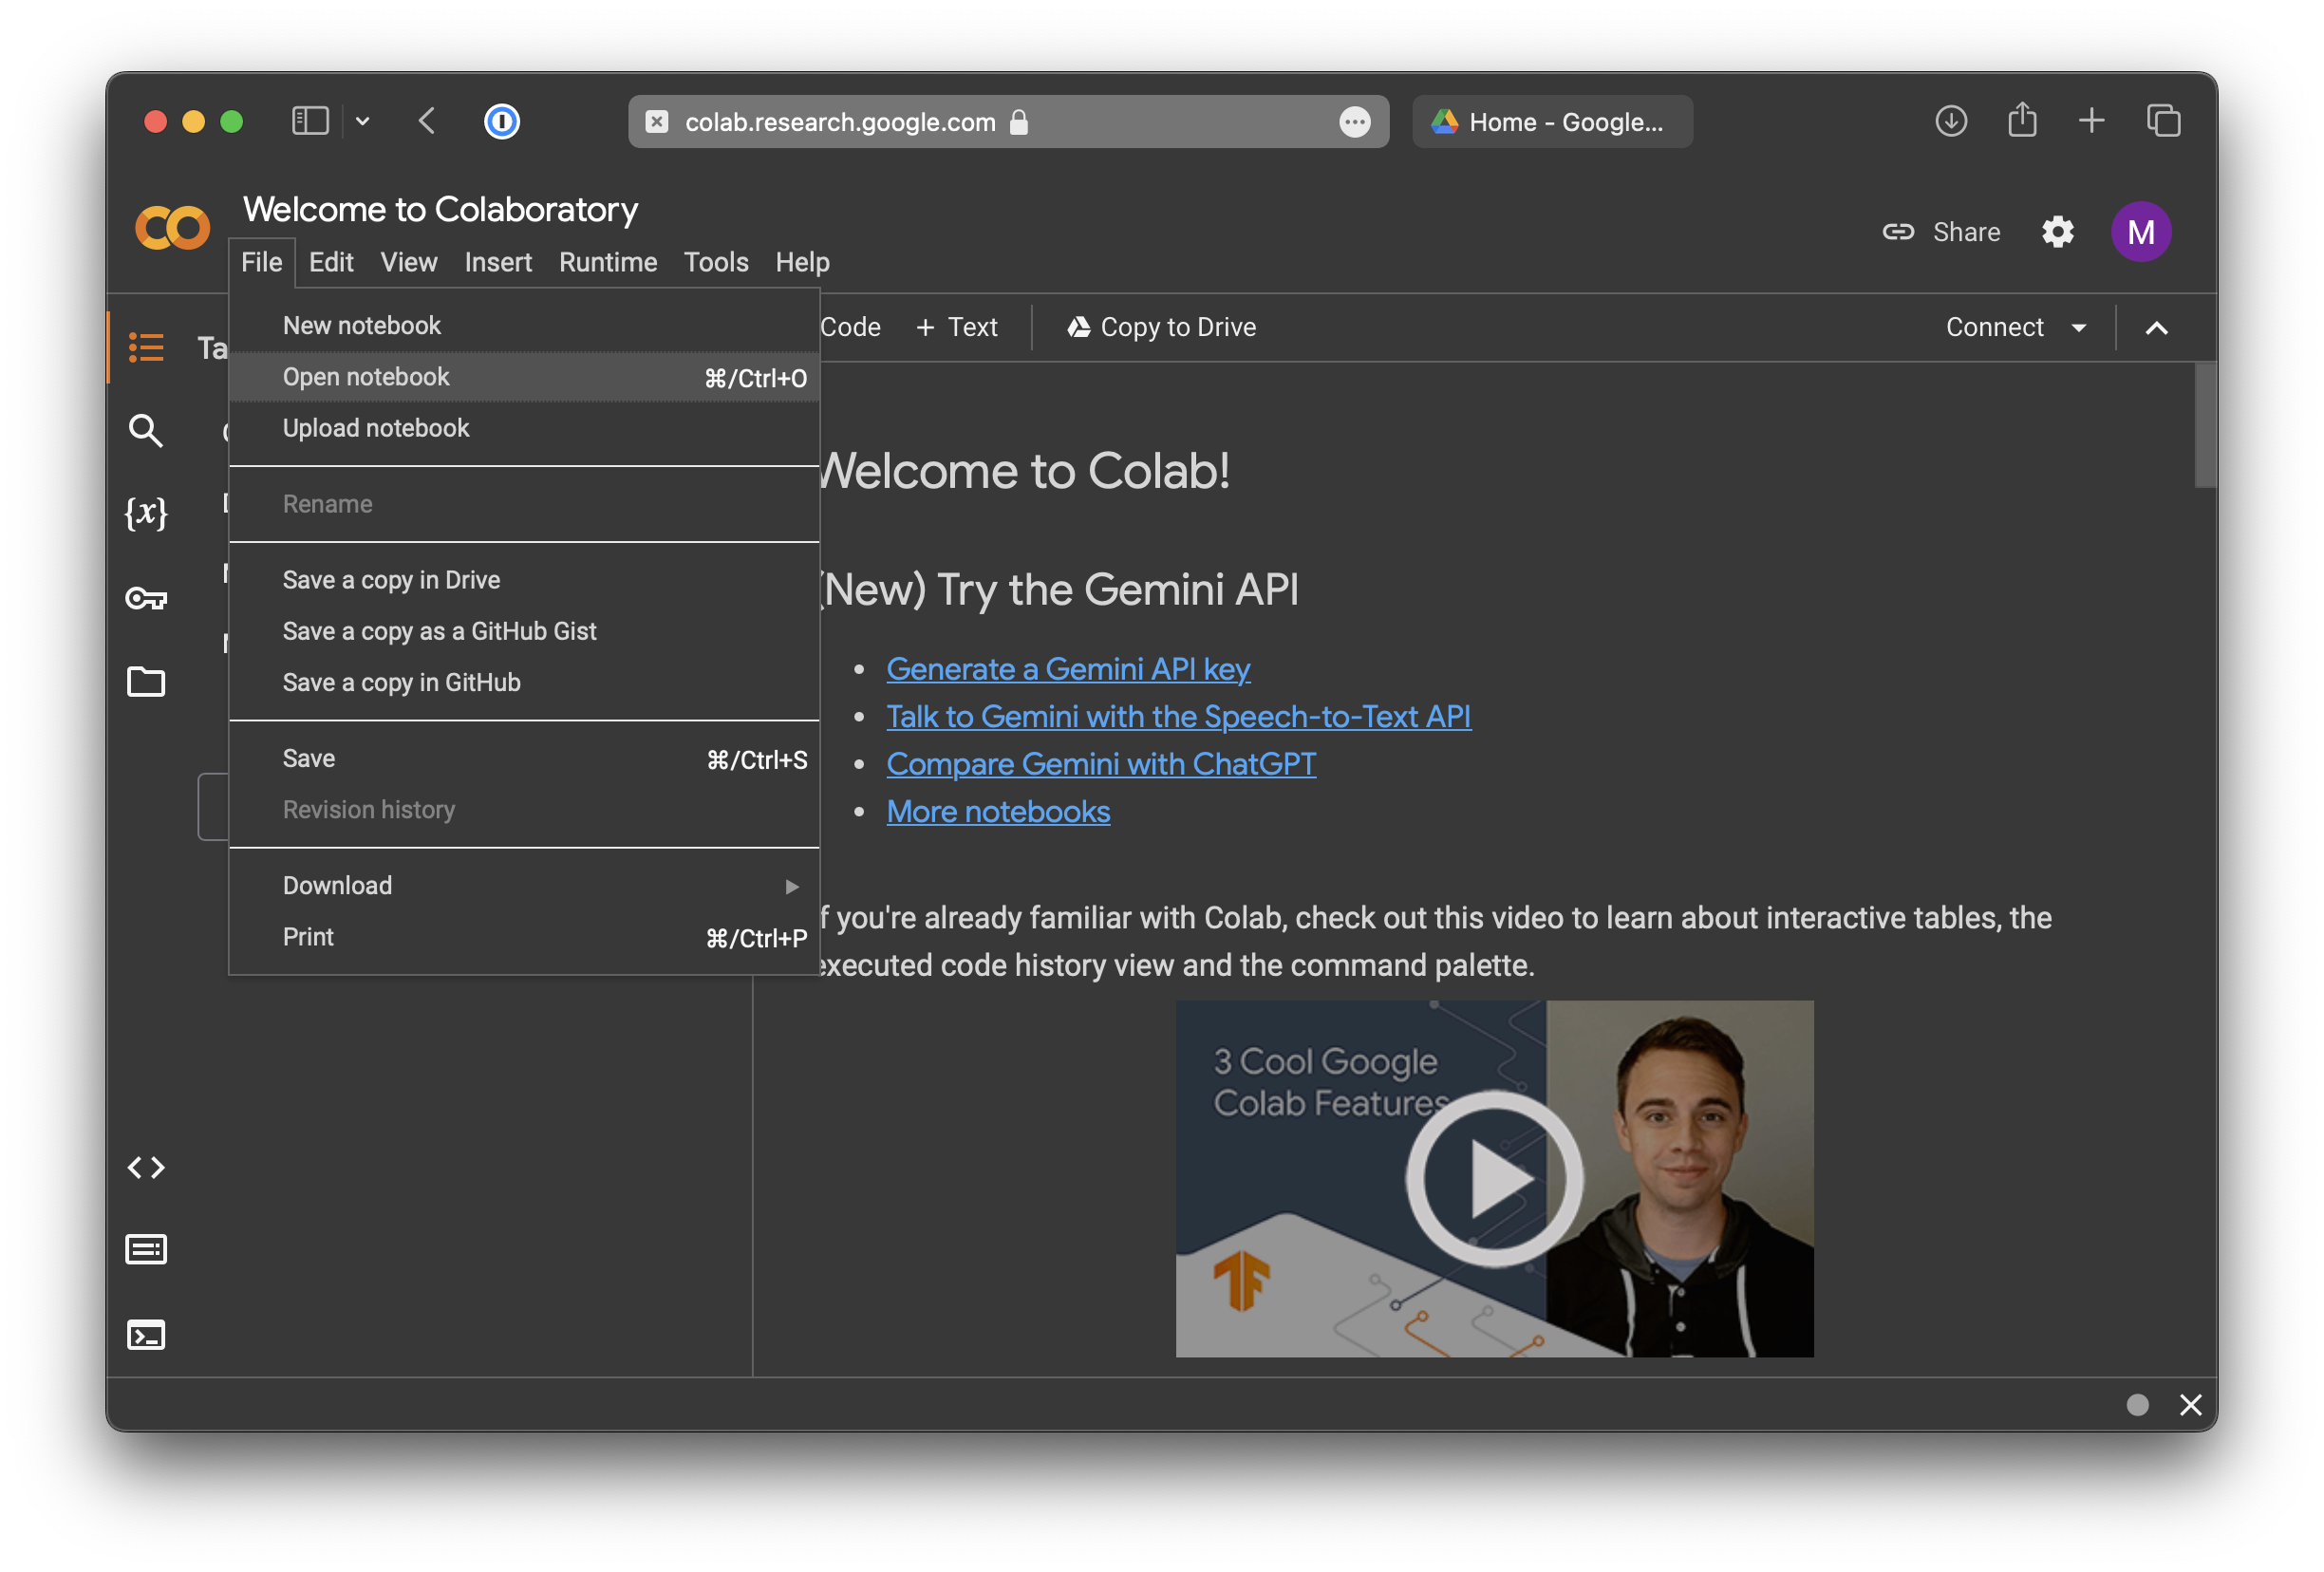 colab.research.google.com
Home - Google...
Welcome to Colaboratory
File Edit View Insert Runtime Tools Help
Share
M
New notebook
Open notebook ⌘/Ctrl+O
Upload notebook
Rename
Save a copy in Drive
Save a copy as a GitHub Gist
Save a copy in GitHub
Save ⌘/Ctrl+S
Revision history
Download
Print ⌘/Ctrl+P
Code + Text Copy to Drive
Connect
{x}
Welcome to Colab!
(New) Try the Gemini API
• Generate a Gemini API key
• Talk to Gemini with the Speech-to-Text API
• Compare Gemini with ChatGPT
• More notebooks
f you're already familiar with Colab, check out this video to learn about interactive tables, the
executed code history view and the command palette.
3 Cool Google
Colab Features